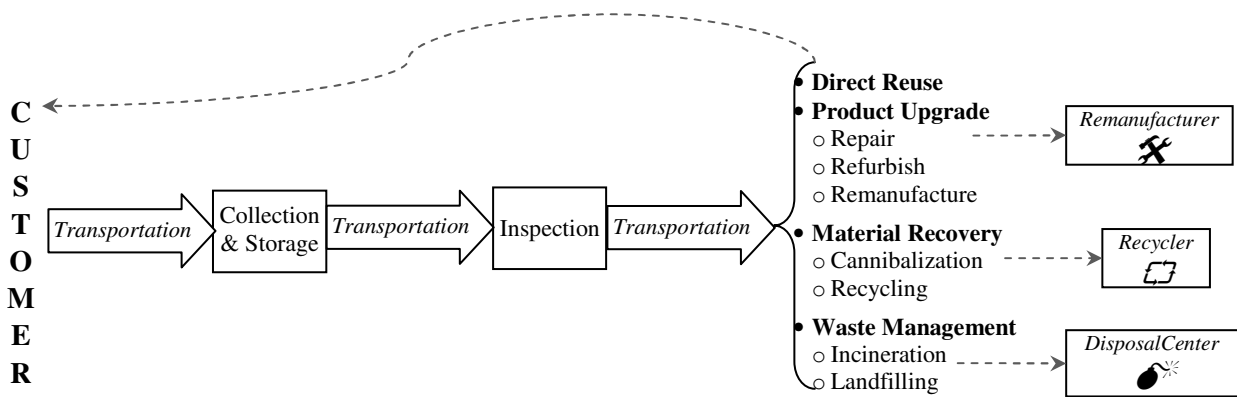 CUSTOMER
Transportation
Collection
& Storage
Transportation
Inspection
Transportation
• Direct Reuse
• Product Upgrade
○ Repair
○ Refurbish
○ Remanufacture
• Material Recovery
○ Cannibalization
○ Recycling
• Waste Management
○ Incineration
○ Landfilling
Remanufacturer
Recycler
DisposalCenter